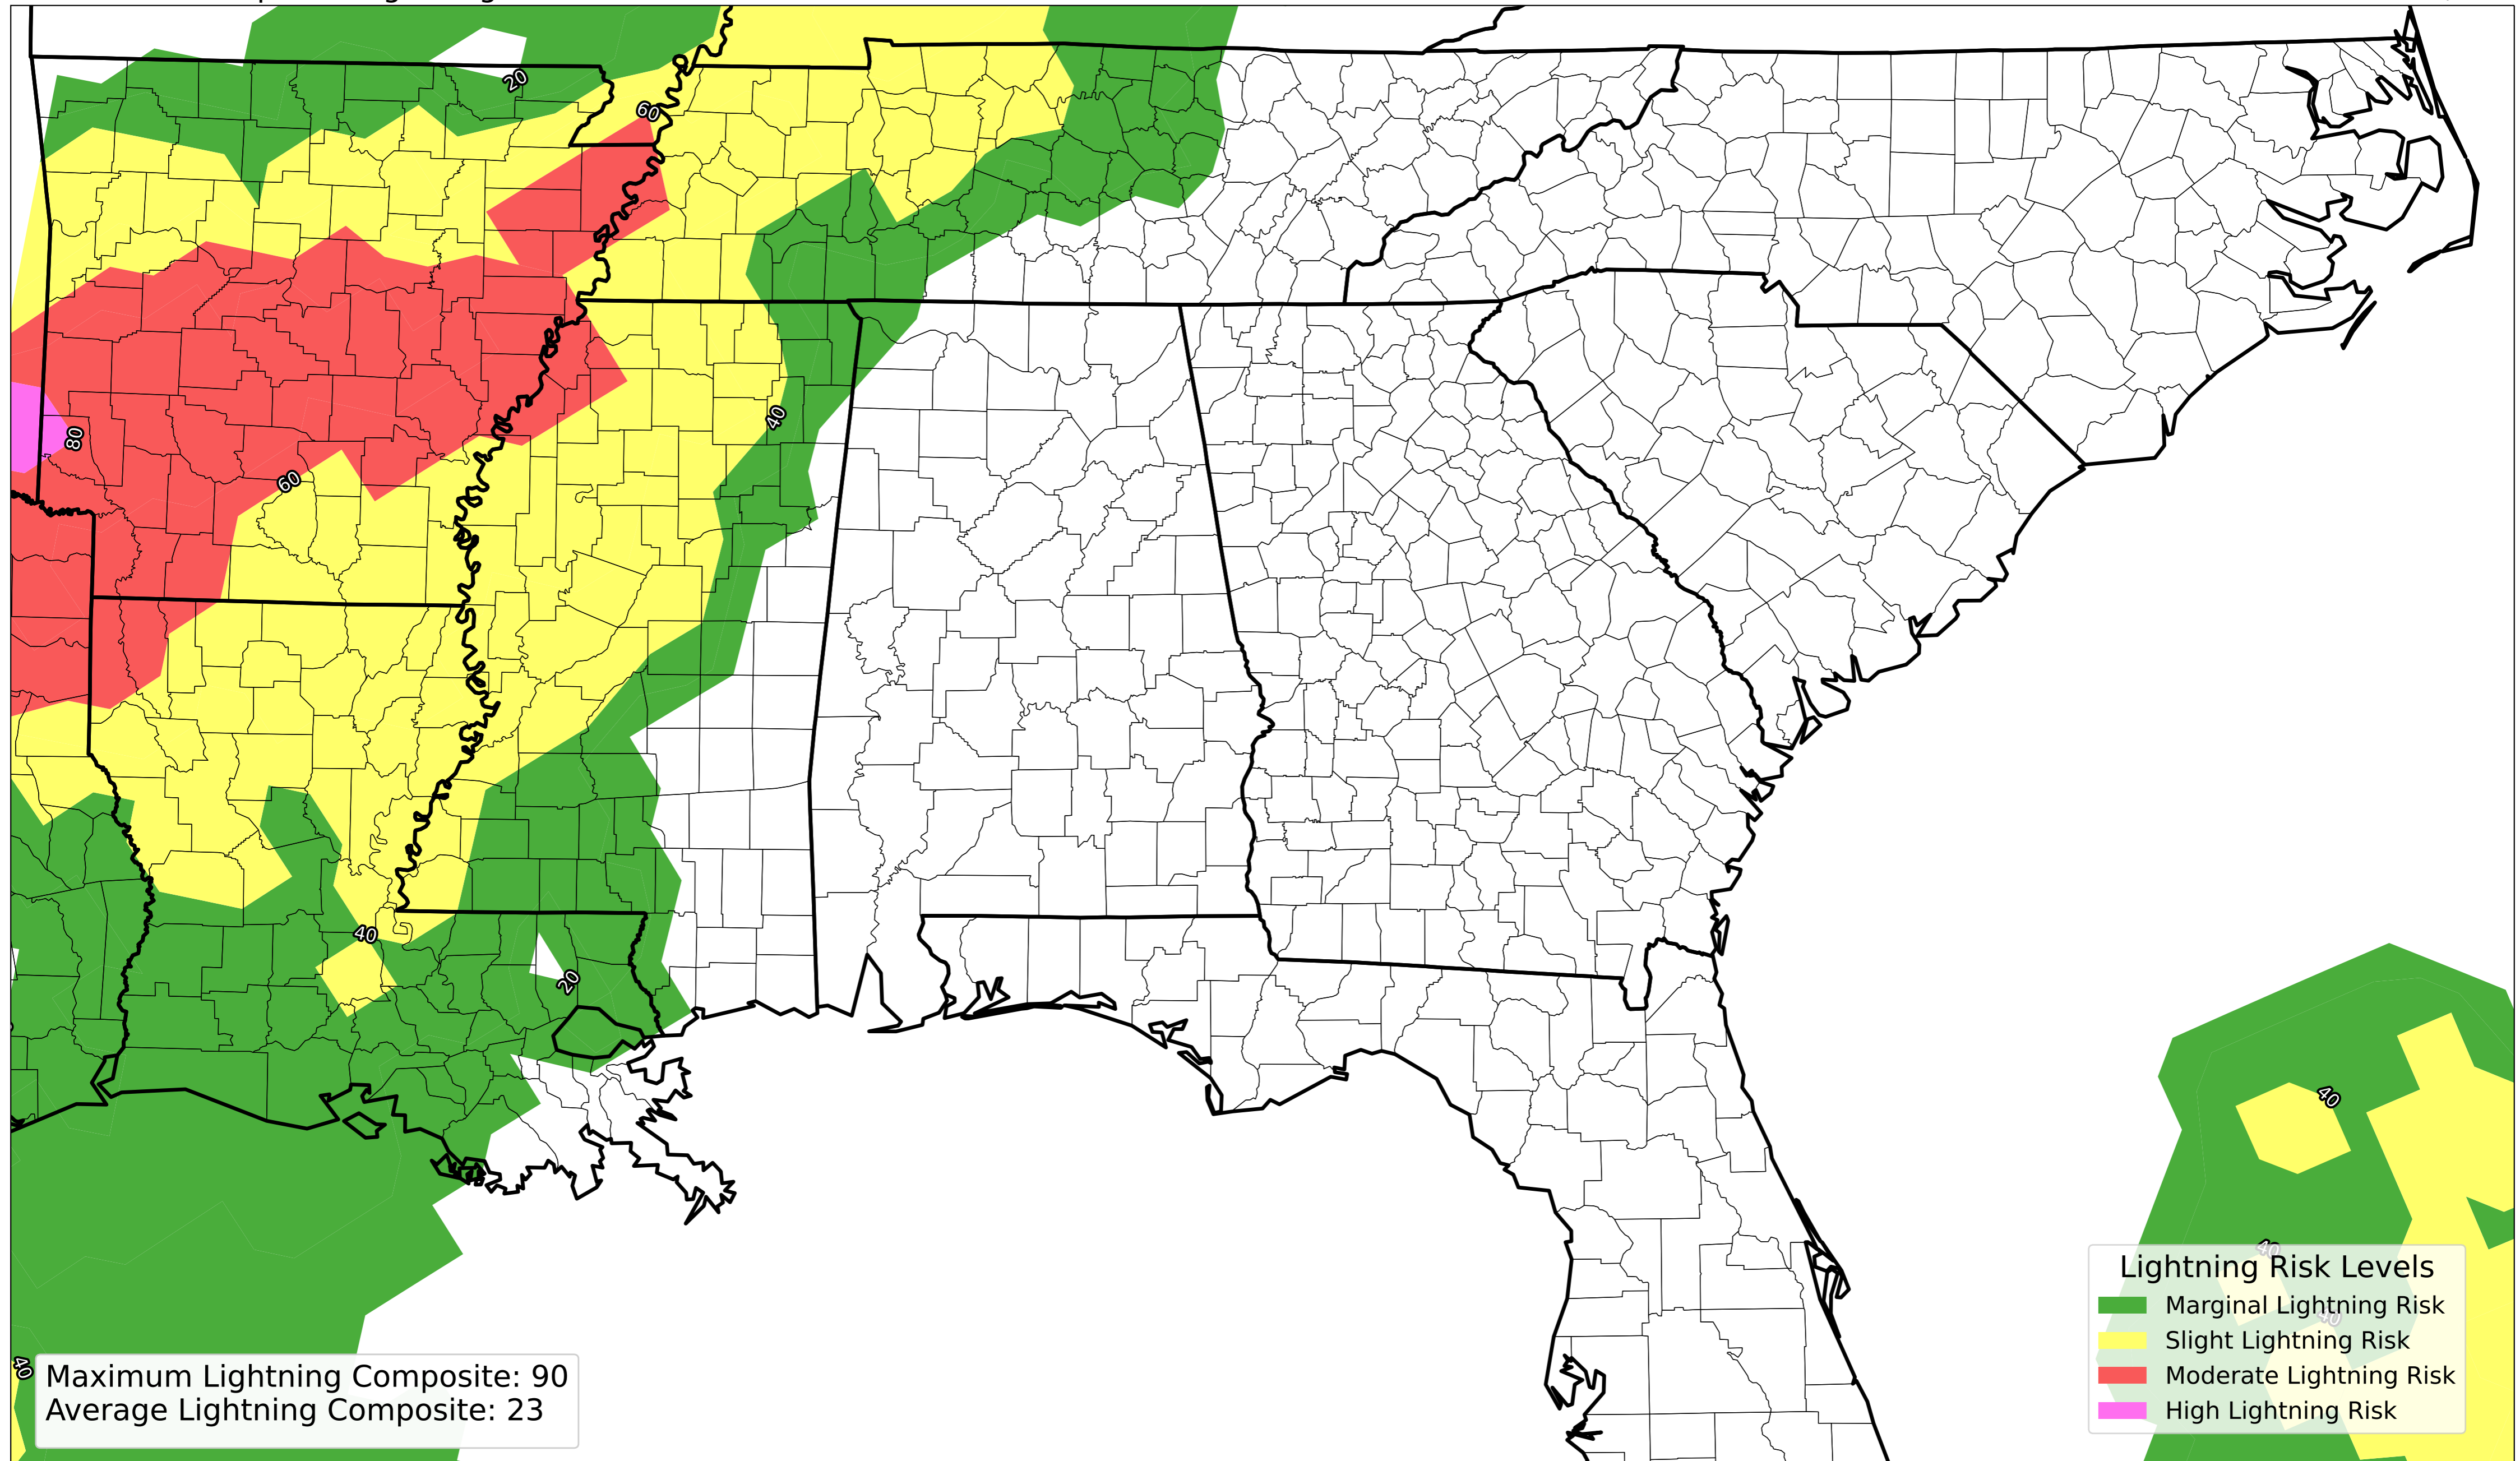 20
60
40
80
60
40
20
40
40
40
40
Maximum Lightning Composite: 90
Average Lightning Composite: 23
Lightning Risk Levels
Marginal Lightning Risk
Slight Lightning Risk
Moderate Lightning Risk
High Lightning Risk